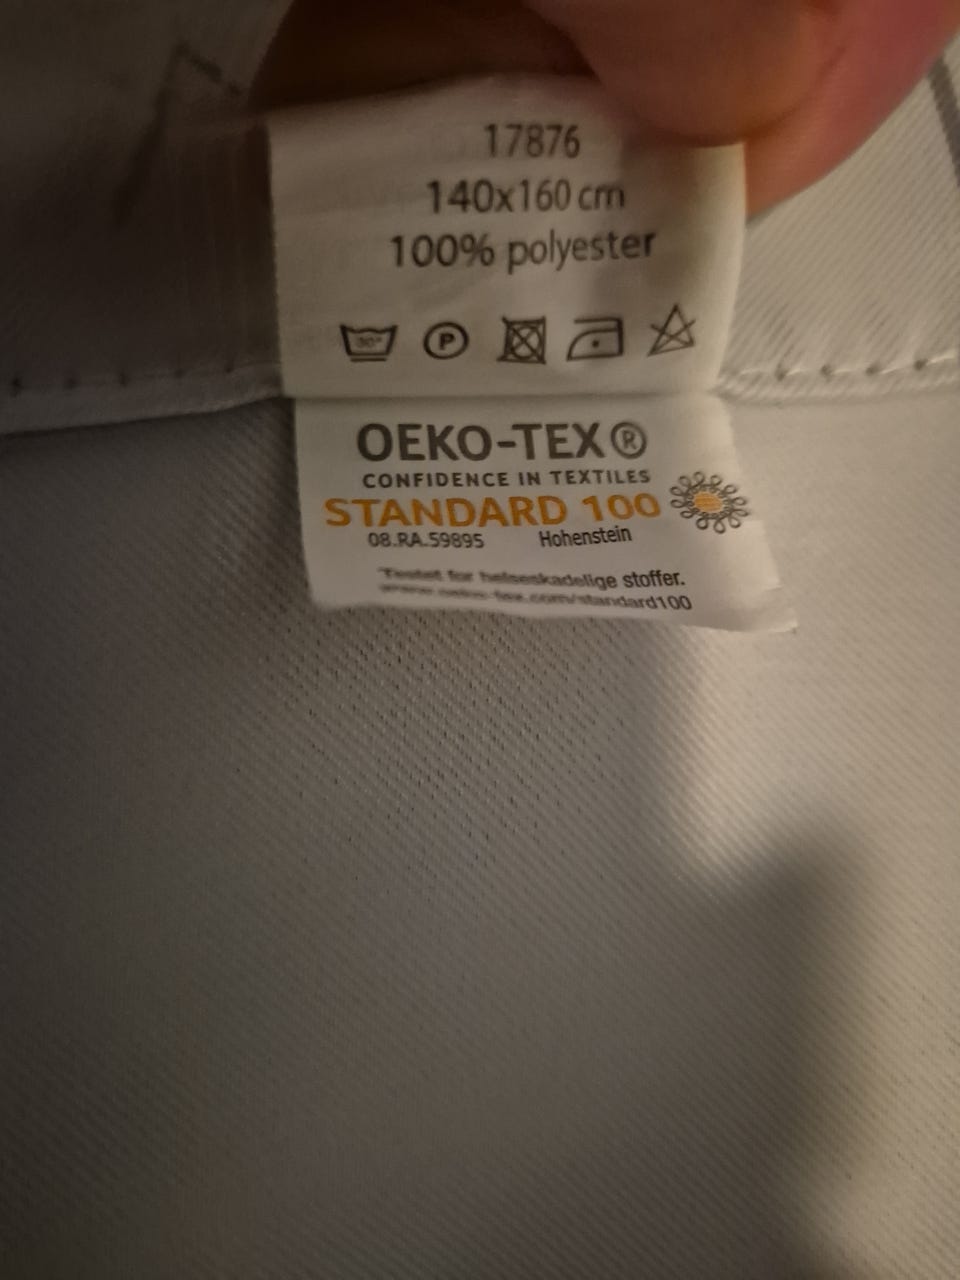 17876
140x160 cm
100% polyester
30°
P
OEKO-TEX®
CONFIDENCE IN TEXTILES
STANDARD 100
08.RA.59895 Hohenstein
Testet for helseskadelige stoffer.
www.oeko-tex.com/standard100